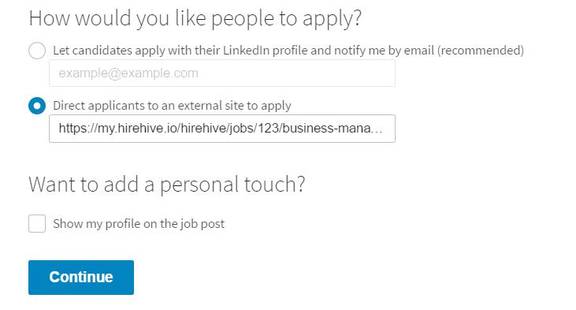 How would you like people to apply?
Let candidates apply with their LinkedIn profile and notify me by email (recommended)
example@example.com
Direct applicants to an external site to apply
https://my.hirehive.io/hirehive/jobs/123/business-mana...
Want to add a personal touch?
Show my profile on the job post
Continue